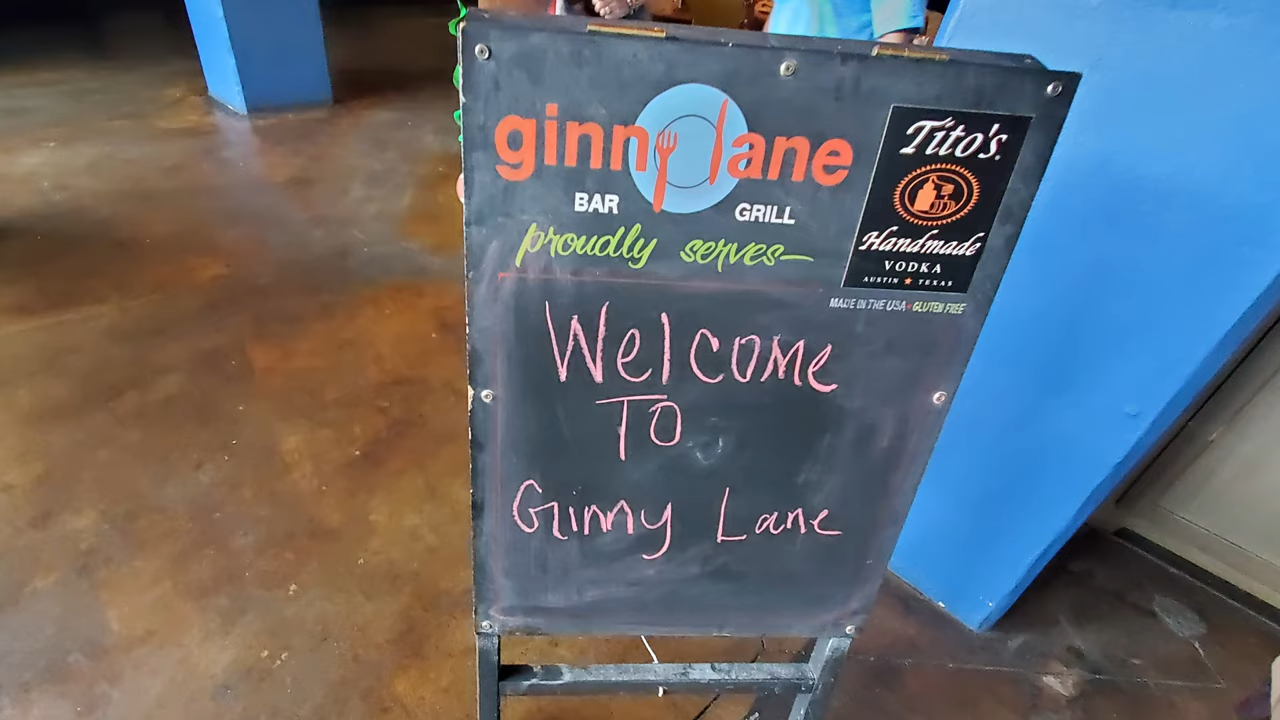 ginny lane
BAR GRILL
proudly serves-
Tito's
Handmade
VODKA
AUSTIN ★ TEXAS
MADE IN THE USA • GLUTEN FREE
Welcome
TO
Ginny Lane